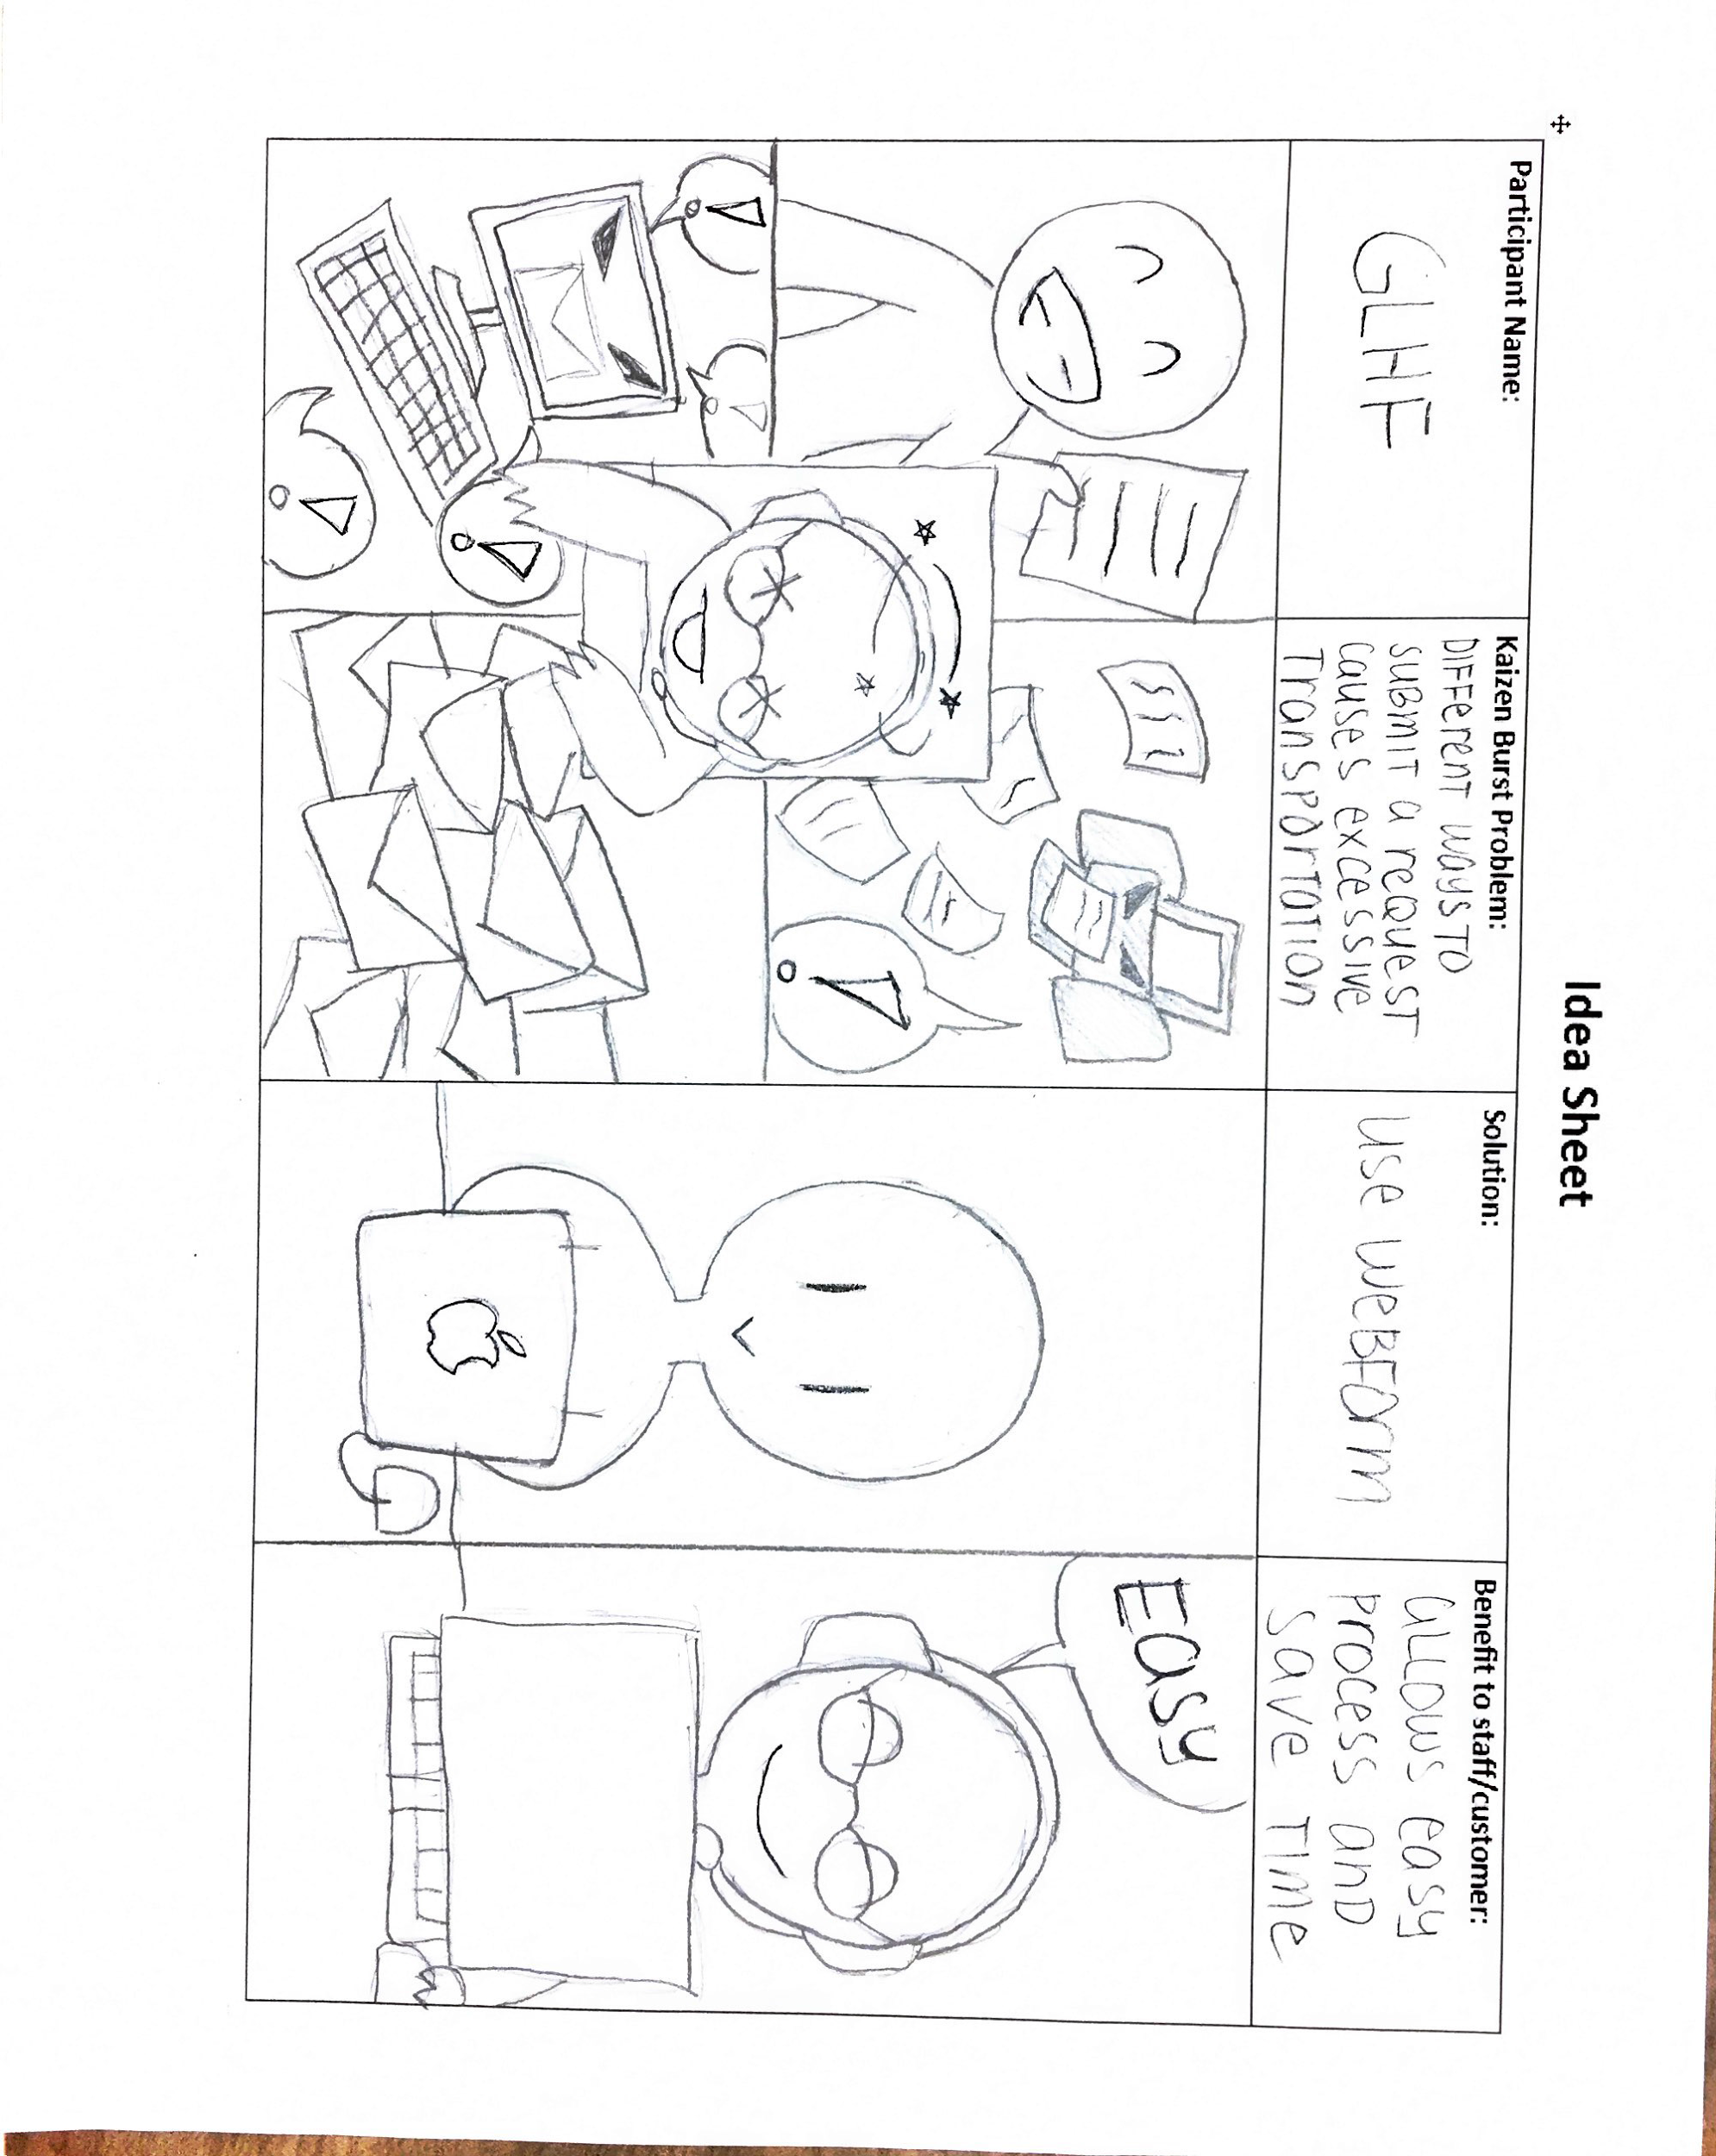 Idea Sheet
Participant Name:
GLHF
Kaizen Burst Problem:
DIFFerenT ways TO
SUBMIT a requeST
causes excessive
TransporTaTION
Solution:
use weBForm
Benefit to staff/customer:
aLLows easy
Process anD
save TIme
Easy